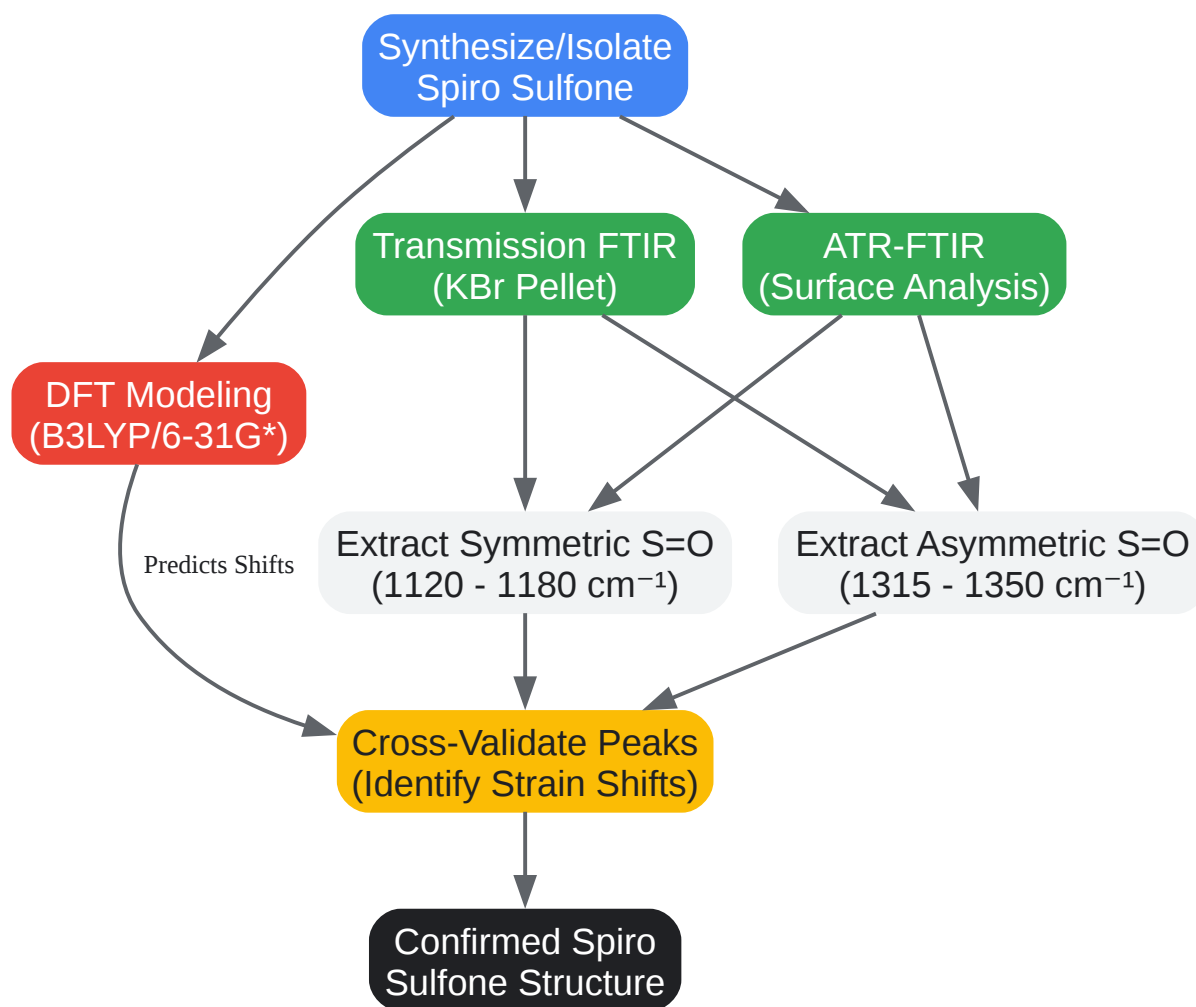 Synthesize/Isolate
Spiro Sulfone
Transmission FTIR
(KBr Pellet)
ATR-FTIR
(Surface Analysis)
DFT Modeling
(B3LYP/6-31G*)
Extract Symmetric S=O
(1120 - 1180 cm⁻¹)
Extract Asymmetric S=O
(1315 - 1350 cm⁻¹)
Predicts Shifts
Cross-Validate Peaks
(Identify Strain Shifts)
Confirmed Spiro
Sulfone Structure